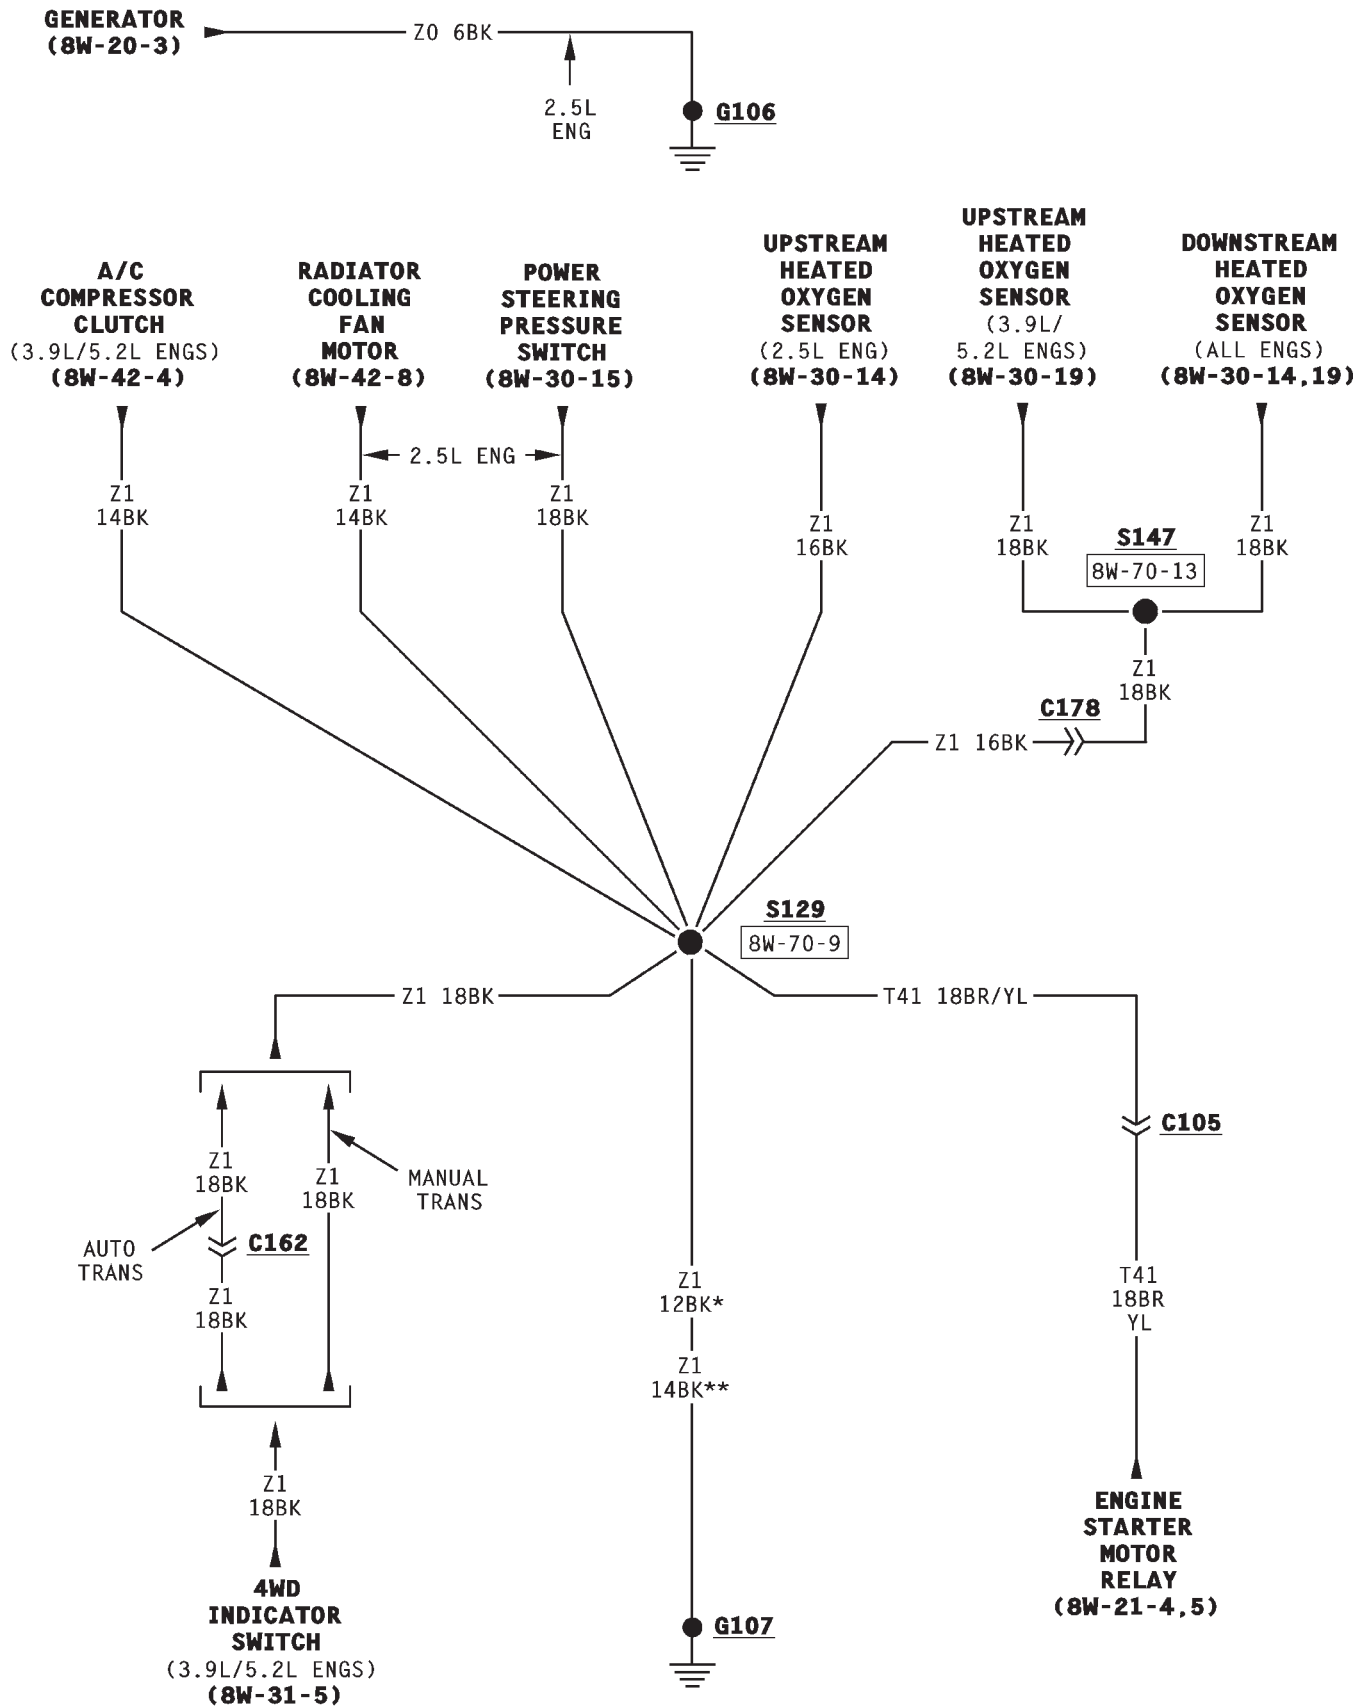 GENERATOR
(8W-20-3)
Z0 6BK
2.5L
ENG
G106
A/C
COMPRESSOR
CLUTCH
(3.9L/5.2L ENGS)
(8W-42-4)
RADIATOR
COOLING
FAN
MOTOR
(8W-42-8)
POWER
STEERING
PRESSURE
SWITCH
(8W-30-15)
UPSTREAM
HEATED
OXYGEN
SENSOR
(2.5L ENG)
(8W-30-14)
UPSTREAM
HEATED
OXYGEN
SENSOR
(3.9L/
5.2L ENGS)
(8W-30-19)
DOWNSTREAM
HEATED
OXYGEN
SENSOR
(ALL ENGS)
(8W-30-14,19)
2.5L ENG
Z1
14BK
Z1
14BK
Z1
18BK
Z1
16BK
Z1
18BK
S147
8W-70-13
Z1
18BK
Z1
18BK
C178
Z1 16BK
S129
8W-70-9
Z1 18BK
T41 18BR/YL
C105
Z1
18BK
Z1
18BK
MANUAL
TRANS
AUTO
TRANS
C162
Z1
18BK
Z1
12BK*
Z1
14BK**
T41
18BR
YL
Z1
18BK
4WD
INDICATOR
SWITCH
(3.9L/5.2L ENGS)
(8W-31-5)
G107
ENGINE
STARTER
MOTOR
RELAY
(8W-21-4,5)